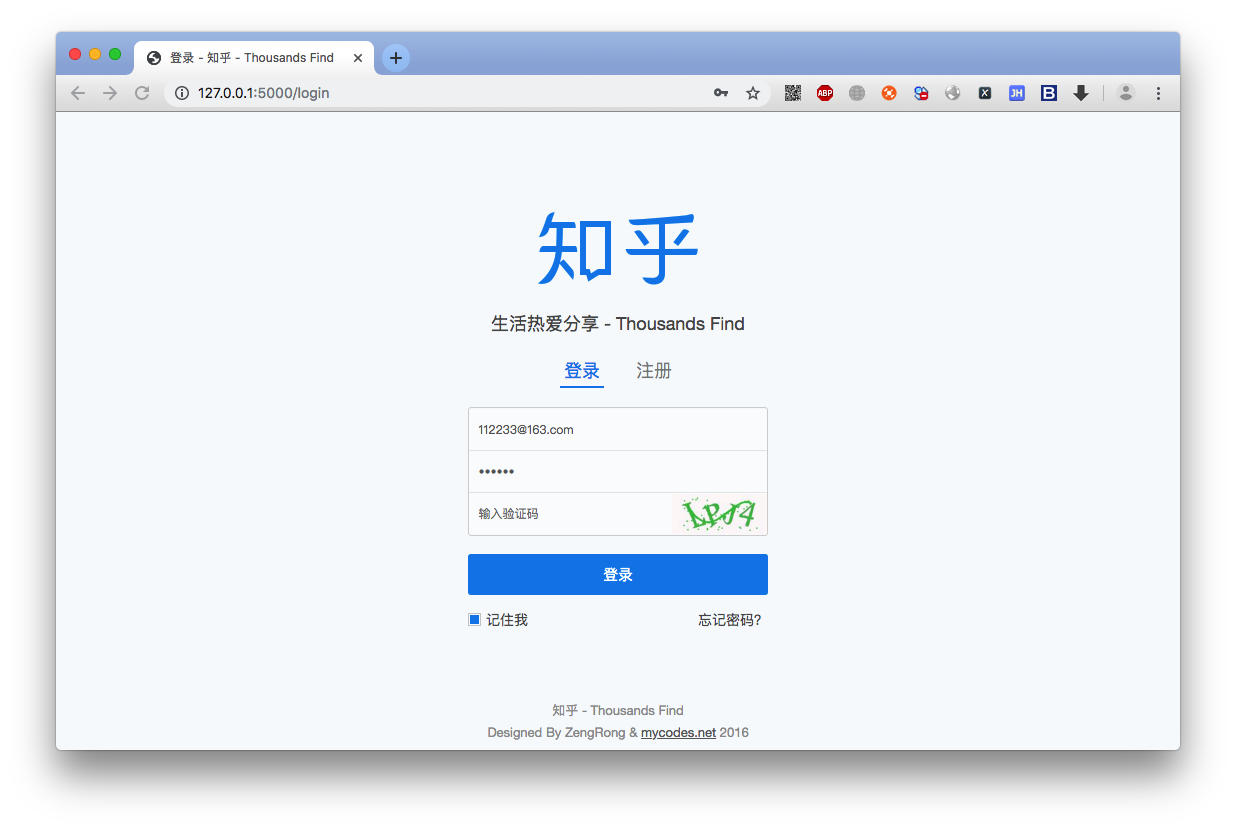 登录 - 知乎 - Thousands Find
127.0.0.1:5000/login
ABP
X
JH
B
知乎
生活热爱分享 - Thousands Find
登录 注册
112233@163.com
••••••
输入验证码 LPJ4
登录
记住我 忘记密码?
知乎 - Thousands Find
Designed By ZengRong & mycodes.net 2016